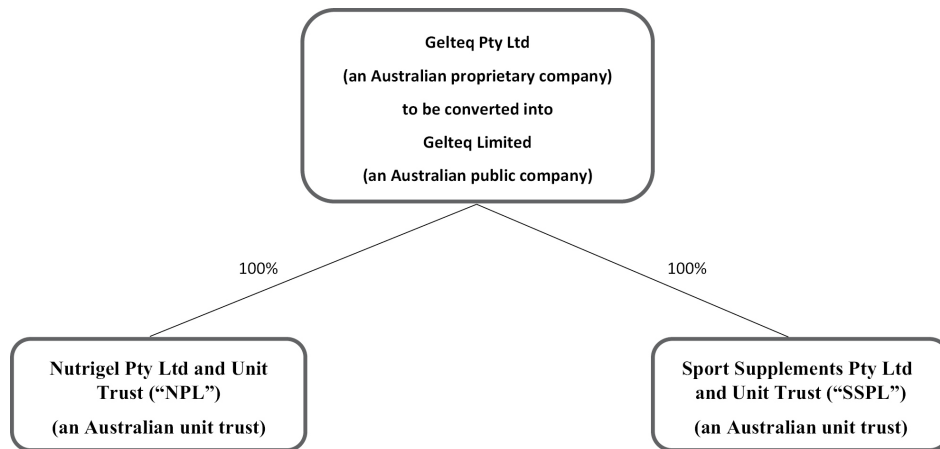 Gelteq Pty Ltd
(an Australian proprietary company)
to be converted into
Gelteq Limited
(an Australian public company)
100%
100%
Nutrigel Pty Ltd and Unit
Trust (“NPL”)
(an Australian unit trust)
Sport Supplements Pty Ltd
and Unit Trust (“SSPL”)
(an Australian unit trust)